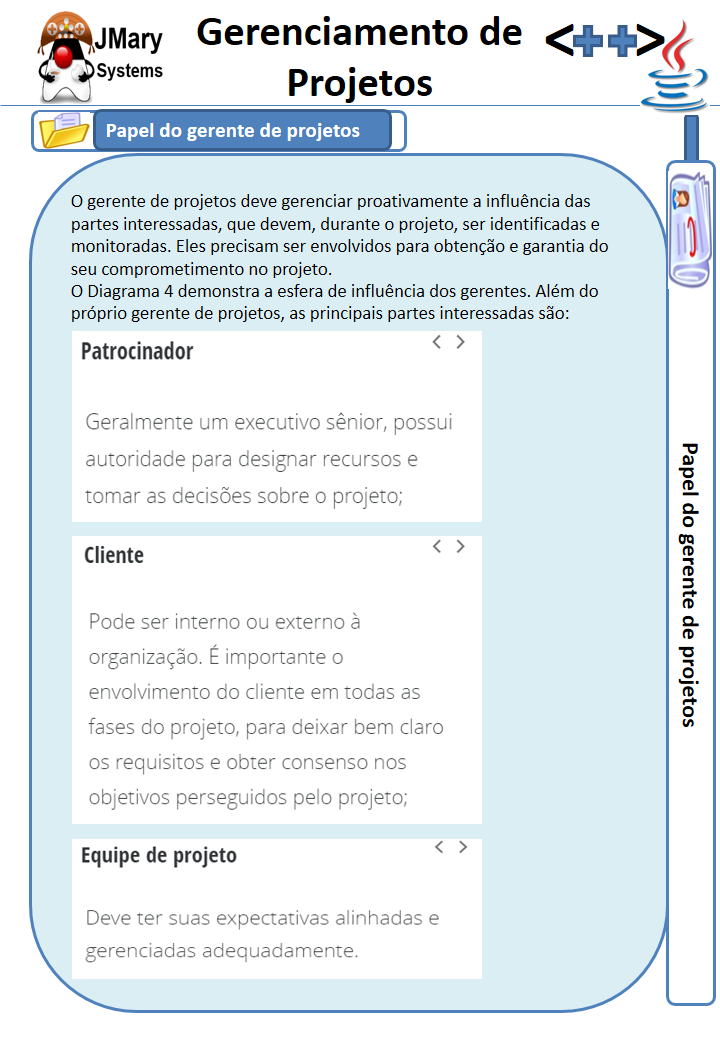 JMary
Systems
Gerenciamento de
Projetos
<++>
Papel do gerente de projetos
O gerente de projetos deve gerenciar proativamente a influência das
partes interessadas, que devem, durante o projeto, ser identificadas e
monitoradas. Eles precisam ser envolvidos para obtenção e garantia do
seu comprometimento no projeto.
O Diagrama 4 demonstra a esfera de influência dos gerentes. Além do
próprio gerente de projetos, as principais partes interessadas são:
Patrocinador
Geralmente um executivo sênior, possui
autoridade para designar recursos e
tomar as decisões sobre o projeto;
Cliente
Pode ser interno ou externo à
organização. É importante o
envolvimento do cliente em todas as
fases do projeto, para deixar bem claro
os requisitos e obter consenso nos
objetivos perseguidos pelo projeto;
Equipe de projeto
Deve ter suas expectativas alinhadas e
gerenciadas adequadamente.
Papel do gerente de projetos